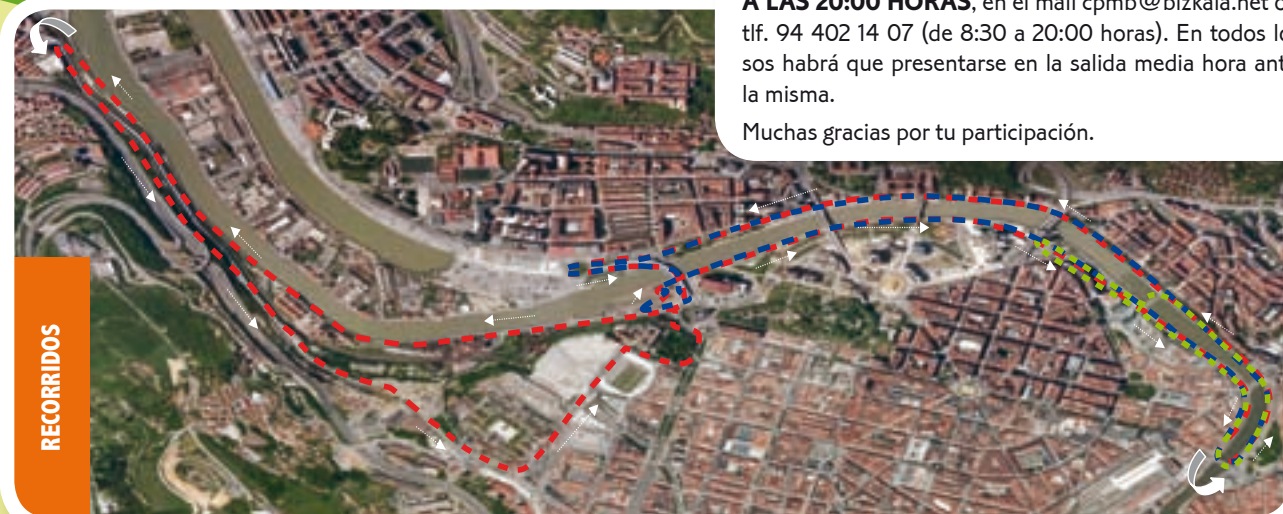 A LAS 20:00 HORAS, en el mail cpmb@bizkaia.net o
tlf. 94 402 14 07 (de 8:30 a 20:00 horas). En todos lo
sos habrá que presentarse en la salida media hora ant
la misma.
Muchas gracias por tu participación.
RECORRIDOS